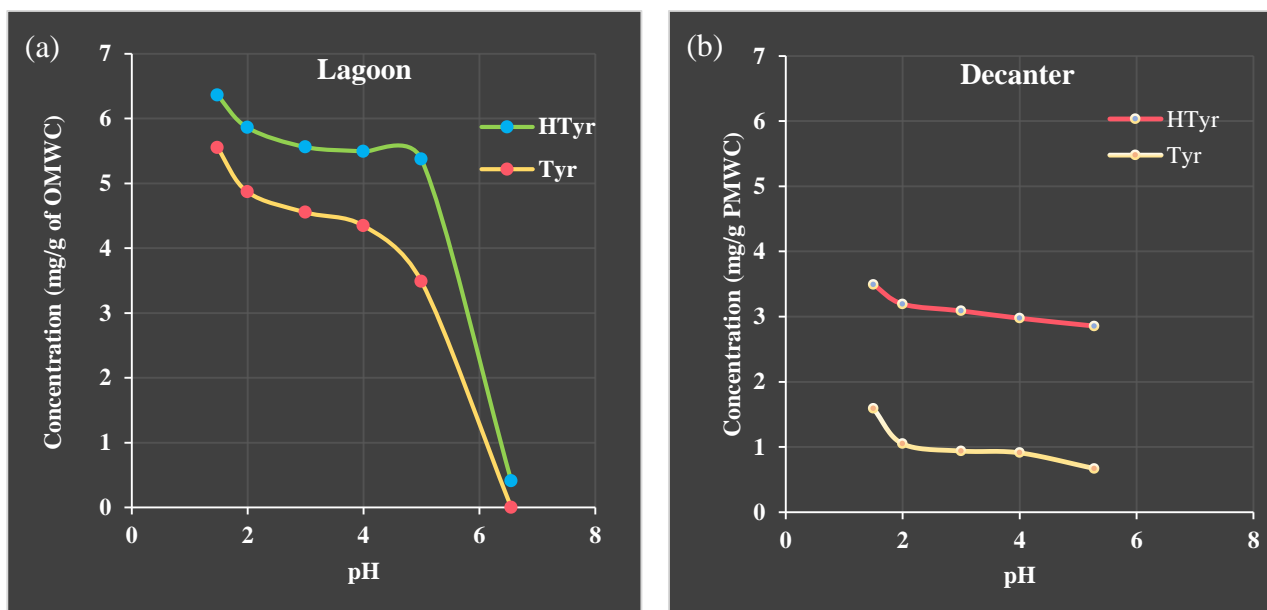 (a)
Lagoon
7
6
5
4
3
2
1
0
Concentration (mg/g of OMWC)
HTyr
Tyr
0 2 4 6 8
pH
(b)
Decanter
7
6
5
4
3
2
1
0
Concentration (mg/g PMWC)
HTyr
Tyr
0 2 4 6 8
pH